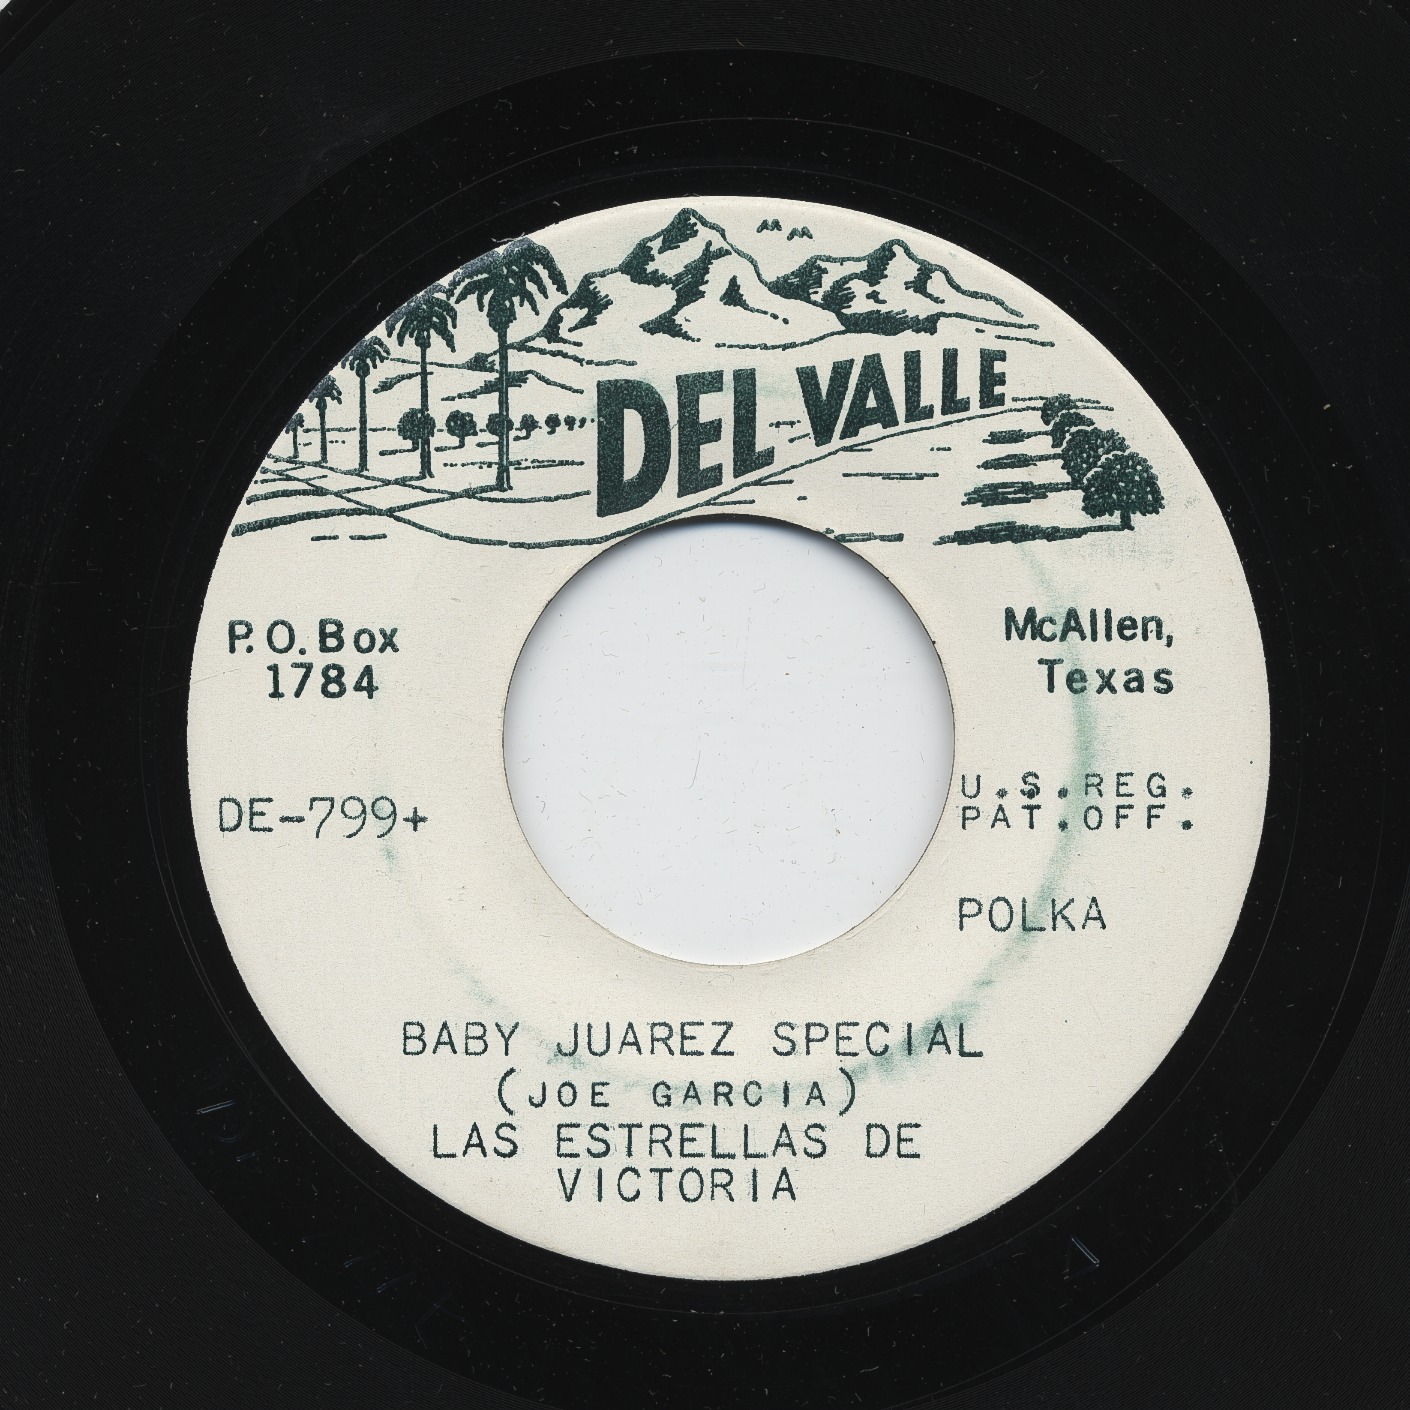 DEL VALLE
P.O. Box
1784
McAllen,
Texas
DE-799+
U.S.REG.
PAT.OFF.
POLKA
BABY JUAREZ SPECIAL
(JOE GARCIA)
LAS ESTRELLAS DE
VICTORIA